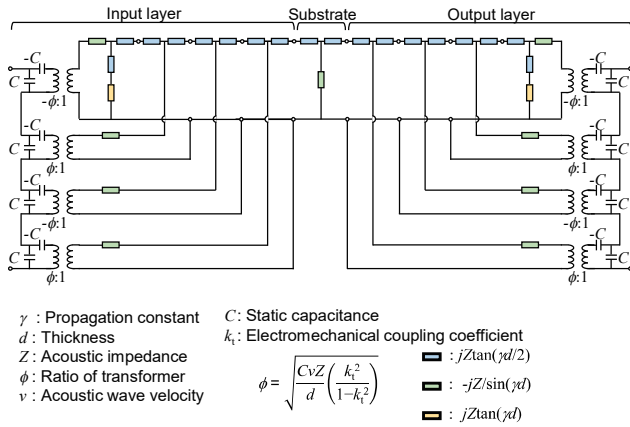 Input layer Substrate Output layer
-C -C
C C
-ϕ:1 -ϕ:1
-C -C
C C
ϕ:1 ϕ:1
-C -C
C C
-ϕ:1 -ϕ:1
-C -C
C C
ϕ:1 ϕ:1
γ : Propagation constant C: Static capacitance
d : Thickness kt: Electromechanical coupling coefficient
Z : Acoustic impedance : jZtan(γd/2)
ϕ : Ratio of transformer ϕ = √(CvZ/d (kt²/1−kt²)) : -jZ/sin(γd)
v : Acoustic wave velocity
: jZtan(γd)